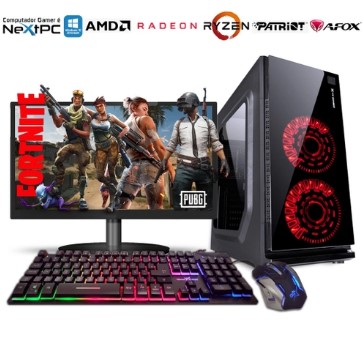 Computador Gamer é
NextPC
AMD
RADEON
RYZEN
PATRIOT
AFOX
FORTNITE
PUBG